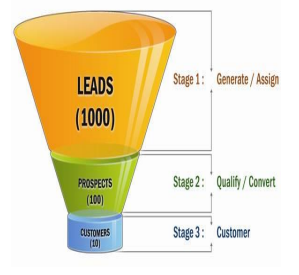 LEADS
(1000)
Stage 1 : Generate / Assign
PROSPECTS
(100)
Stage 2 : Qualify / Convert
CUSTOMERS
(10)
Stage 3 : Customer